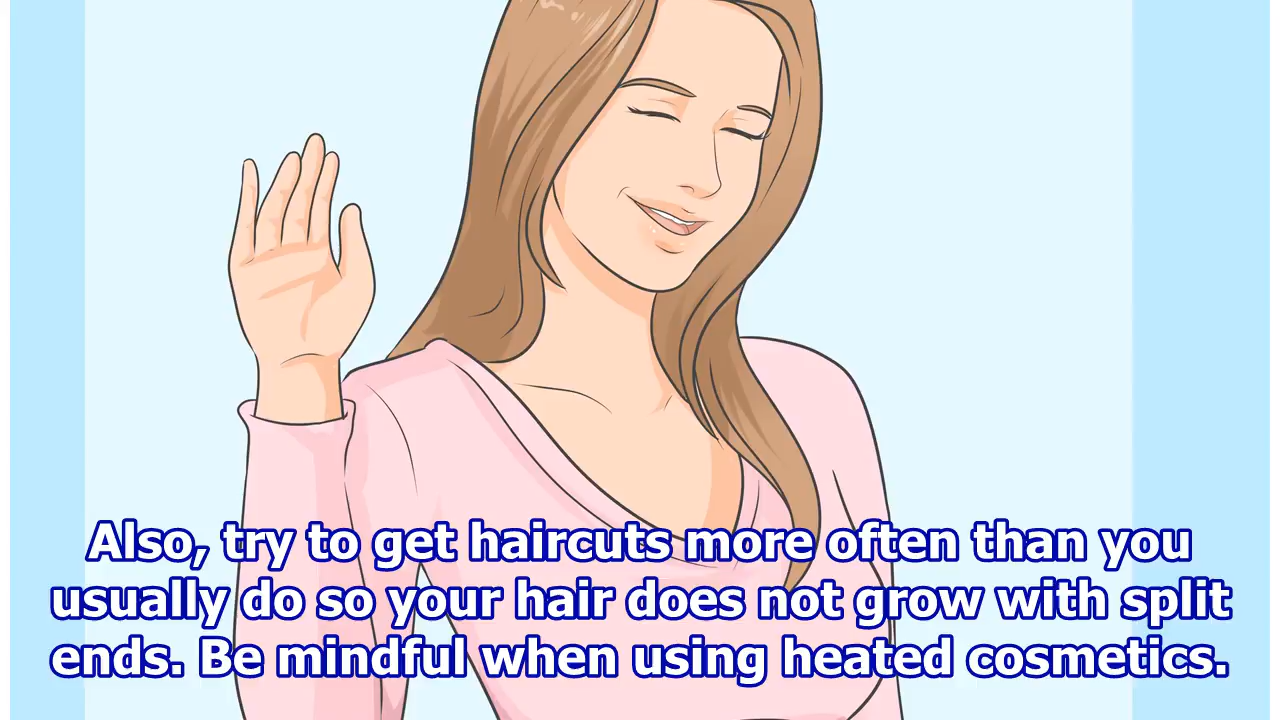 Also, try to get haircuts more often than you
usually do so your hair does not grow with split
ends. Be mindful when using heated cosmetics.